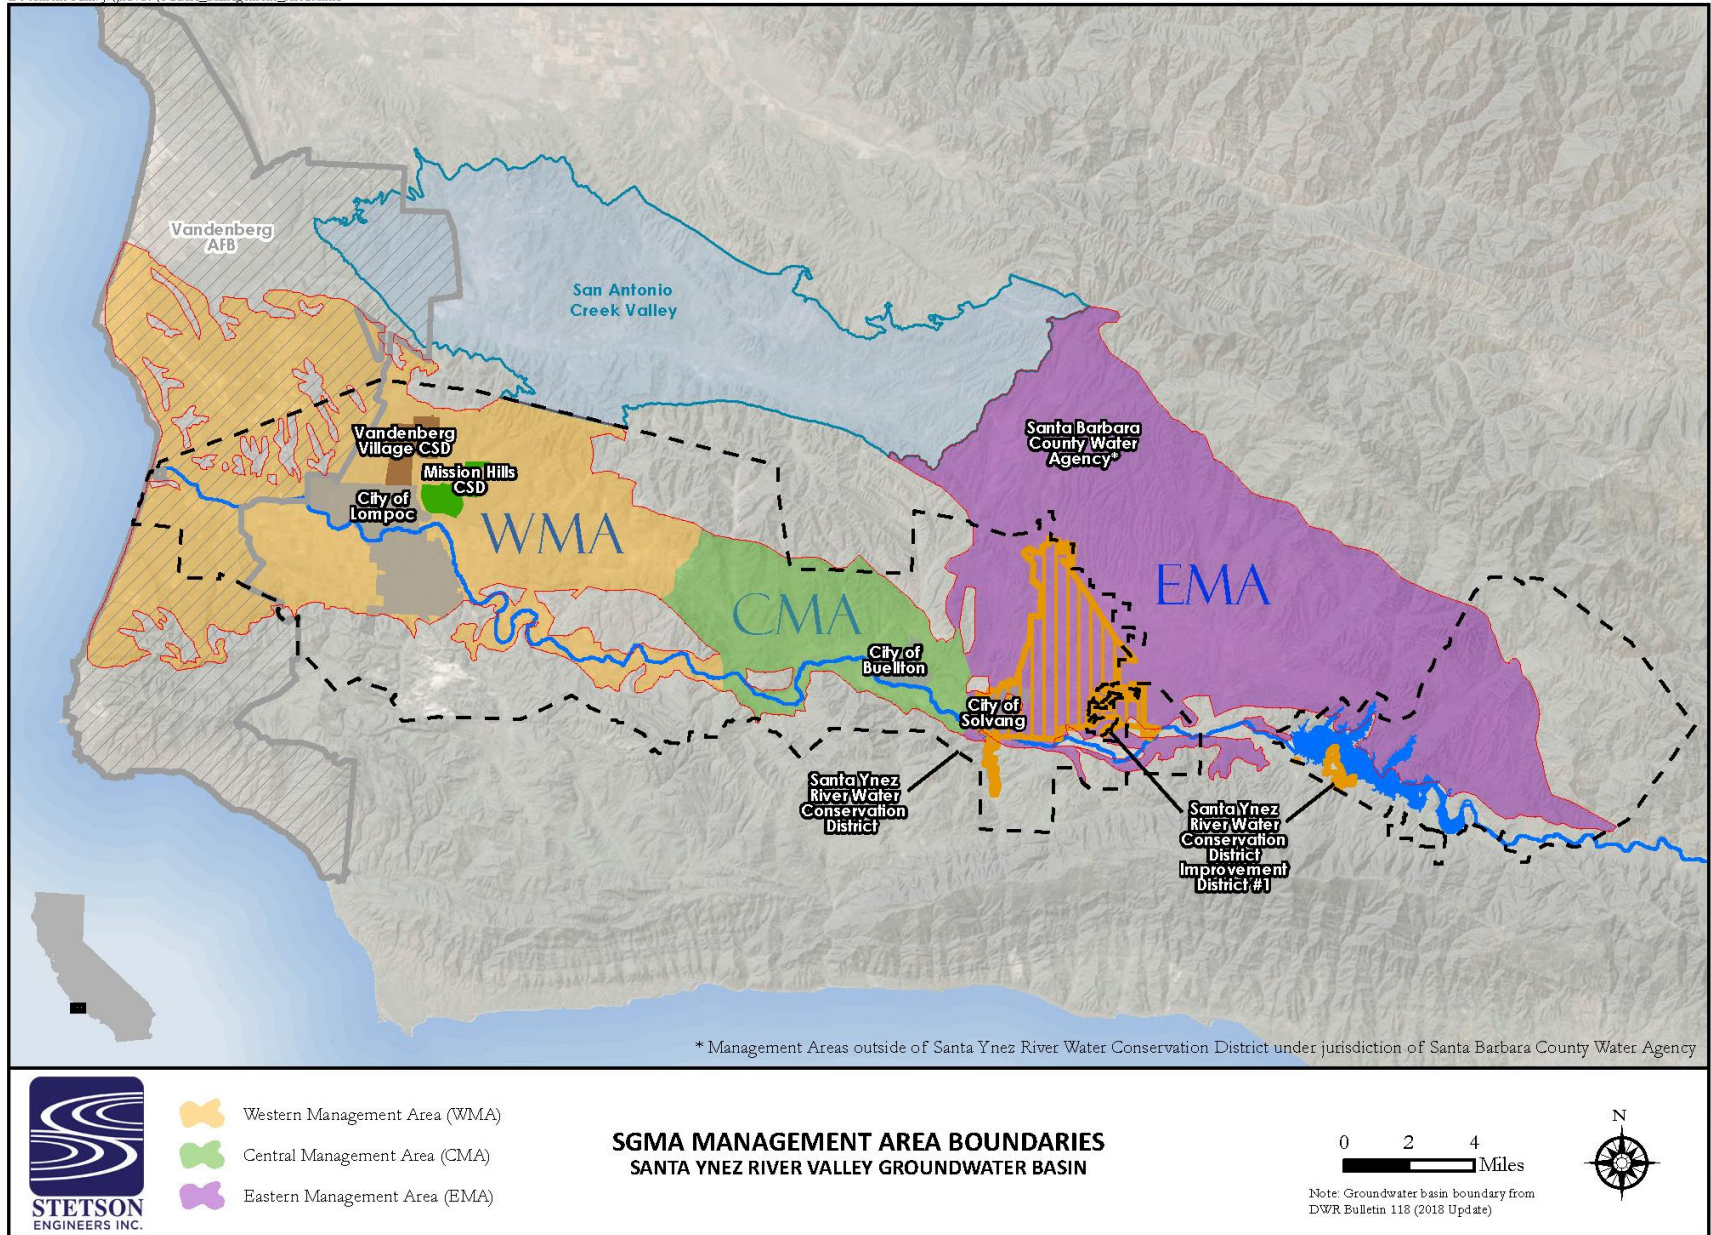 Vandenberg
AFB
San Antonio
Creek Valley
Santa Barbara
County Water
Agency*
Vandenberg
Village CSD
Mission Hills
CSD
City of
Lompoc
WMA
CMA
EMA
City of
Buellton
City of
Solvang
Santa Ynez
River Water
Conservation
District
Santa Ynez
River Water
Conservation
District
Improvement
District #1
* Management Areas outside of Santa Ynez River Water Conservation District under jurisdiction of Santa Barbara County Water Agency
STETSON
ENGINEERS INC.
Western Management Area (WMA)
Central Management Area (CMA)
Eastern Management Area (EMA)
SGMA MANAGEMENT AREA BOUNDARIES
SANTA YNEZ RIVER VALLEY GROUNDWATER BASIN
0 2 4
Miles
Note: Groundwater basin boundary from
DWR Bulletin 118 (2018 Update)
N